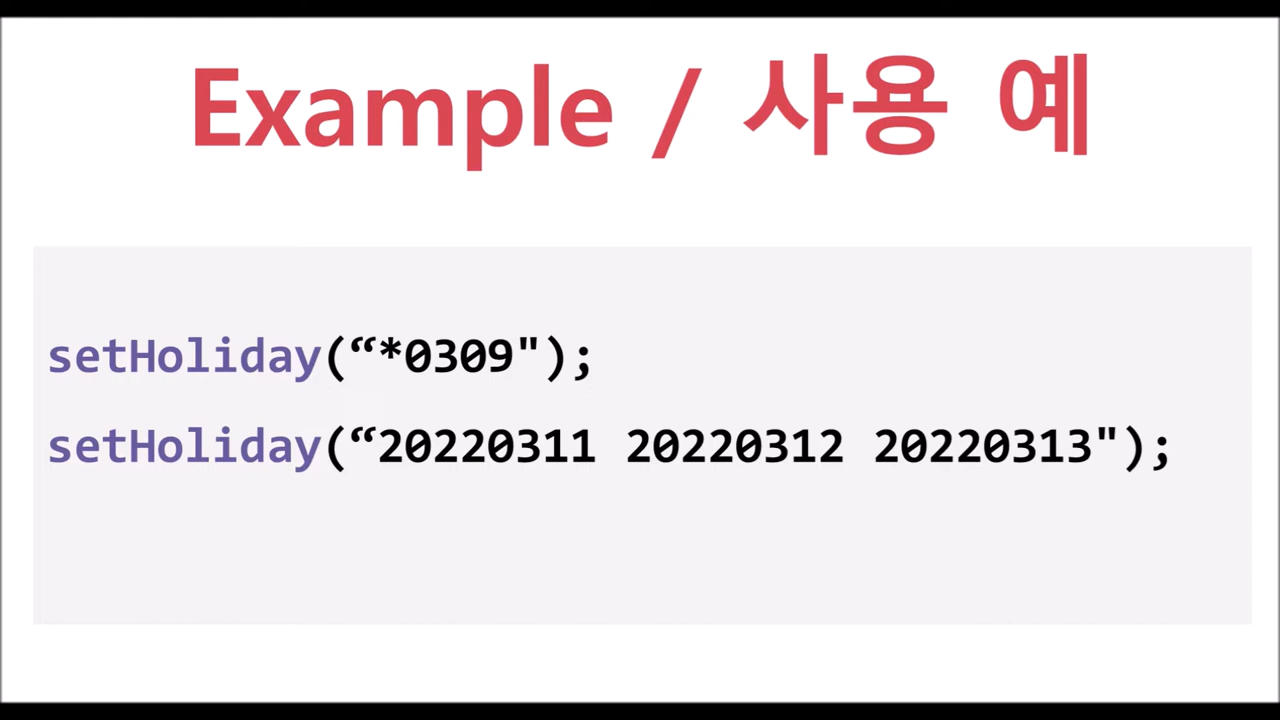 Example / 사용 예
setHoliday(“*0309");
setHoliday(“20220311 20220312 20220313");